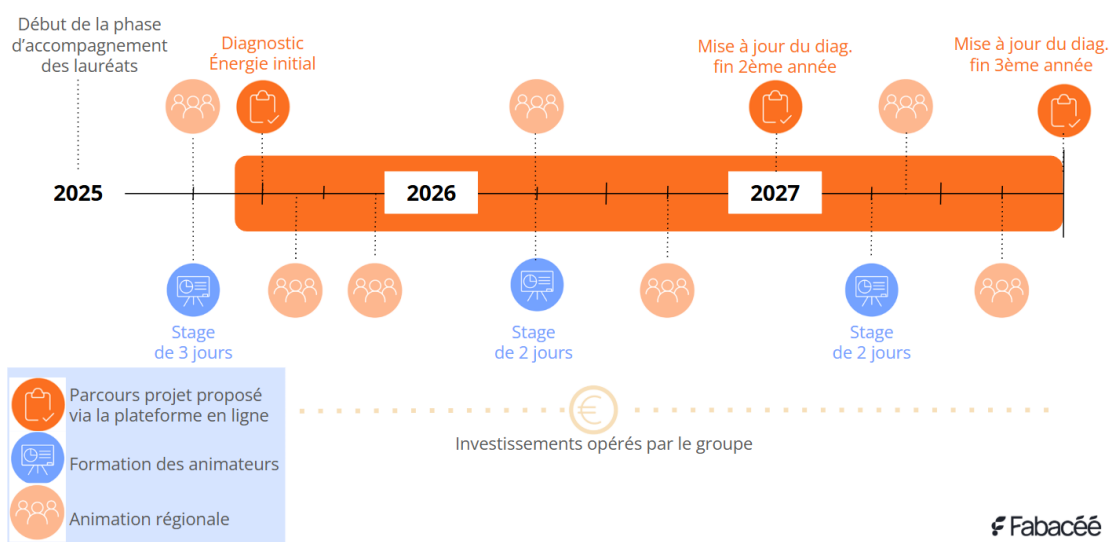 Début de la phase
d'accompagnement
des lauréats
Diagnostic
Énergie initial
Mise à jour du diag.
fin 2ème année
Mise à jour du diag.
fin 3ème année
2025
2026
2027
Stage
de 3 jours
Stage
de 2 jours
Stage
de 2 jours
Parcours projet proposé
via la plateforme en ligne
Formation des animateurs
Animation régionale
€
Investissements opérés par le groupe
Fabacéé